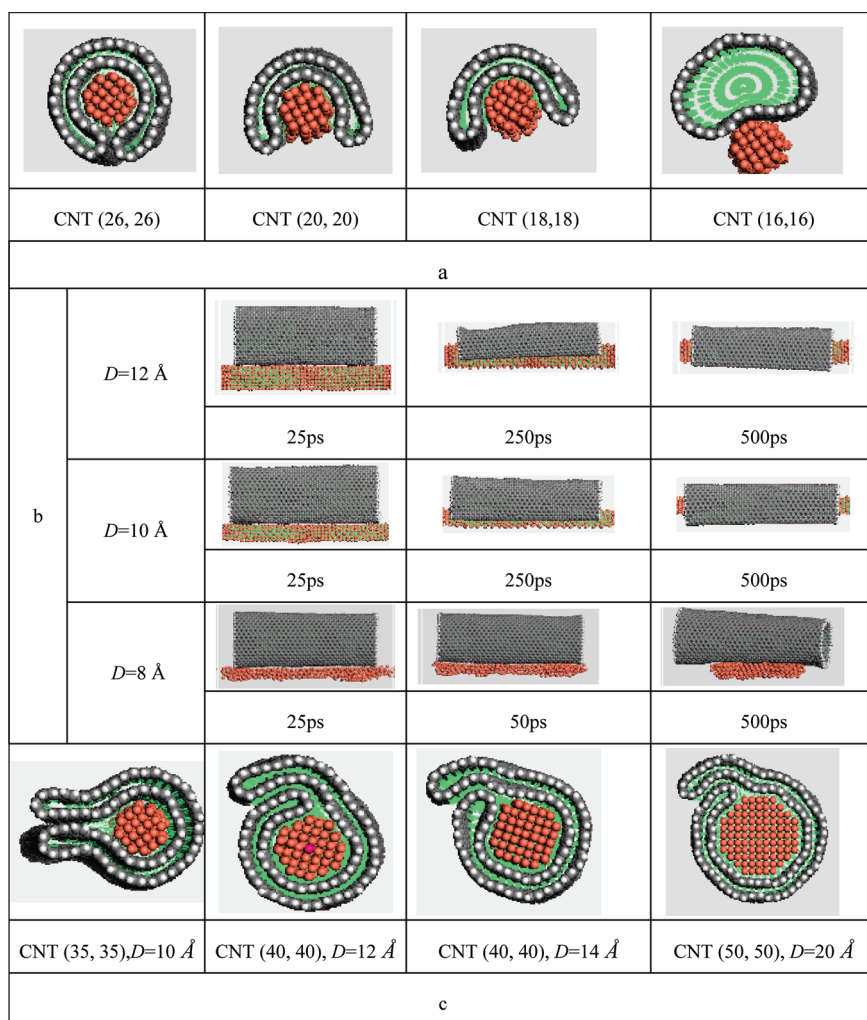 CNT (26, 26)
CNT (20, 20)
CNT (18,18)
CNT (16,16)
a
b
D=12 Å
25ps
250ps
500ps
D=10 Å
25ps
250ps
500ps
D=8 Å
25ps
50ps
500ps
CNT (35, 35),D=10 Å
CNT (40, 40), D=12 Å
CNT (40, 40), D=14 Å
CNT (50, 50), D=20 Å
c